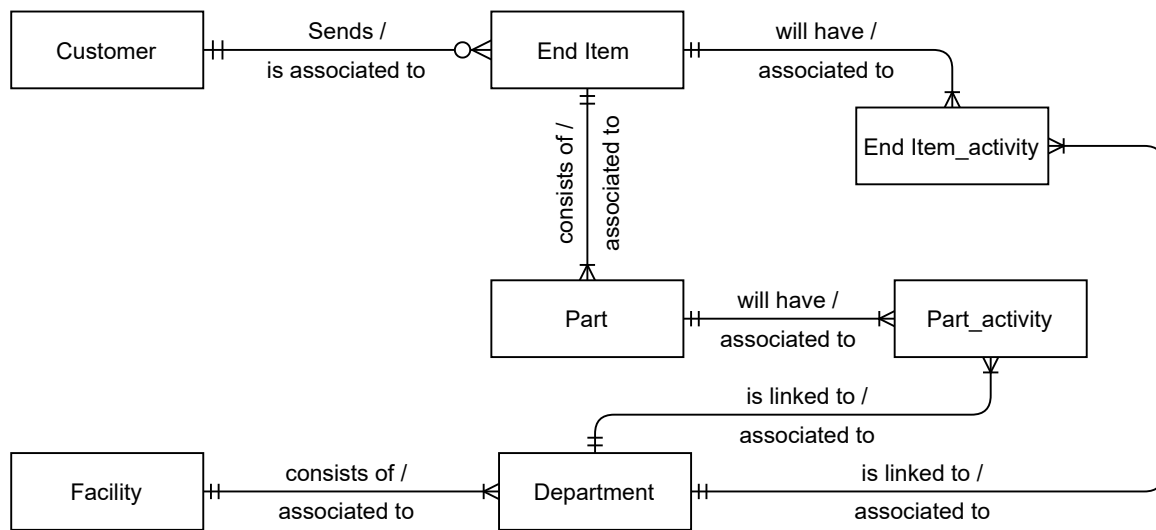 Customer
Sends /
is associated to
End Item
will have /
associated to
End Item_activity
consists of /
associated to
Part
will have /
associated to
Part_activity
is linked to /
associated to
Facility
consists of /
associated to
Department
is linked to /
associated to